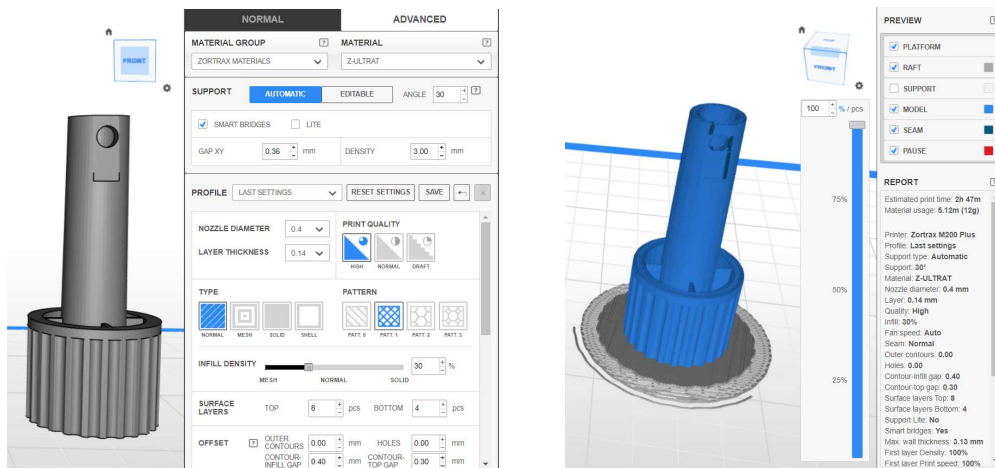 NORMAL ADVANCED
MATERIAL GROUP ? MATERIAL ?
ZORTRAX MATERIALS Z-ULTRAT
FRONT
SUPPORT AUTOMATIC EDITABLE ANGLE 30 + - ?
SMART BRIDGES LITE
GAP XY 0.36 + - mm DENSITY 3.00 + - mm
PROFILE LAST SETTINGS RESET SETTINGS SAVE ← ×
NOZZLE DIAMETER 0.4
LAYER THICKNESS 0.14
PRINT QUALITY
HIGH NORMAL DRAFT
TYPE PATTERN
NORMAL MESH SOLID SHELL PATT. 0 PATT. 1 PATT. 2 PATT. 3
INFILL DENSITY 30 + - %
MESH NORMAL SOLID
SURFACE LAYERS TOP 8 + - pcs BOTTOM 4 + - pcs
OFFSET ? OUTER CONTOURS 0.00 + - mm HOLES 0.00 + - mm
CONTOUR-INFILL GAP 0.40 + - mm CONTOUR-TOP GAP 0.30 + - mm
TOP
FRONT
100 + - % / pcs
75%
50%
25%
PREVIEW ?
PLATFORM
RAFT
SUPPORT
MODEL
SEAM
PAUSE
REPORT ?
Estimated print time: 2h 47m
Material usage: 5.12m (12g)
Printer: Zortrax M200 Plus
Profile: Last settings
Support type: Automatic
Support: 30°
Material: Z-ULTRAT
Nozzle diameter: 0.4 mm
Layer: 0.14 mm
Quality: High
Infill: 30%
Fan speed: Auto
Seam: Normal
Outer contours: 0.00
Holes: 0.00
Contour-infill gap: 0.40
Contour-top gap: 0.30
Surface layers Top: 8
Surface layers Bottom: 4
Support Lite: No
Smart bridges: Yes
Max. wall thickness: 3.13 mm
First layer Density: 100%
First layer Print speed: 100%